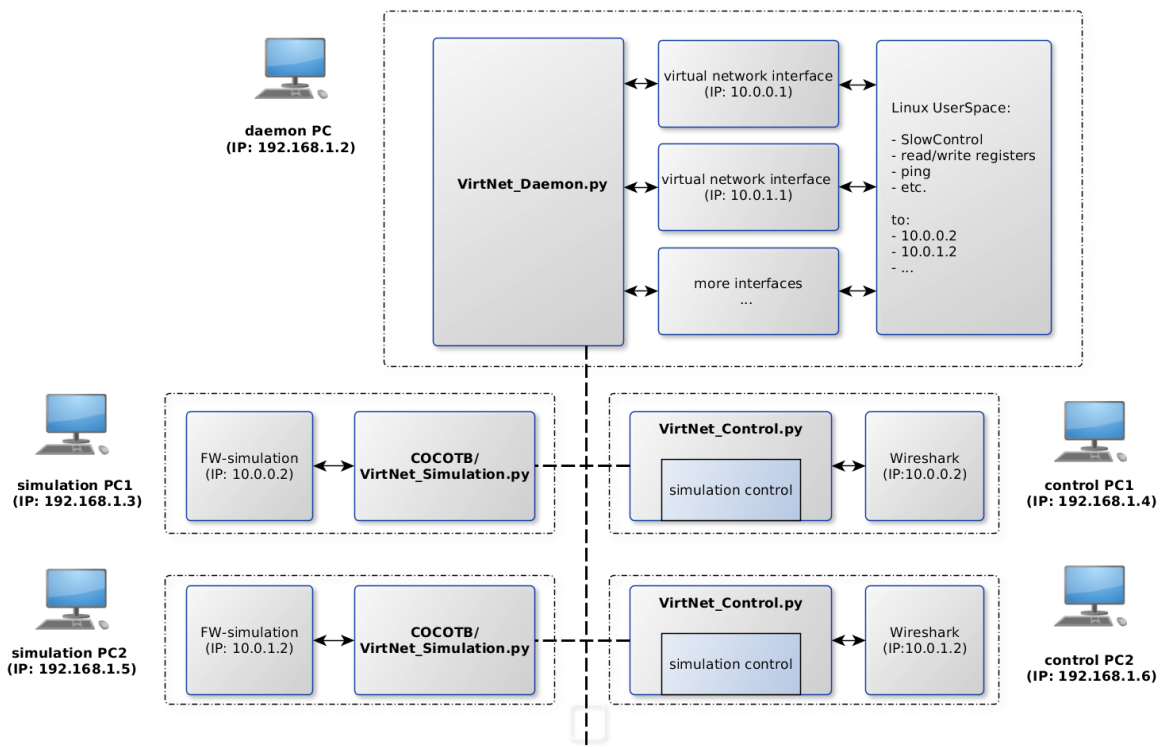 daemon PC
(IP: 192.168.1.2)
VirtNet_Daemon.py
virtual network interface
(IP: 10.0.0.1)
virtual network interface
(IP: 10.0.1.1)
more interfaces
...
Linux UserSpace:
- SlowControl
- read/write registers
- ping
- etc.
to:
- 10.0.0.2
- 10.0.1.2
- ...
simulation PC1
(IP: 192.168.1.3)
FW-simulation
(IP: 10.0.0.2)
COCOTB/
VirtNet_Simulation.py
VirtNet_Control.py
simulation control
Wireshark
(IP:10.0.0.2)
control PC1
(IP: 192.168.1.4)
simulation PC2
(IP: 192.168.1.5)
FW-simulation
(IP: 10.0.1.2)
COCOTB/
VirtNet_Simulation.py
VirtNet_Control.py
simulation control
Wireshark
(IP:10.0.1.2)
control PC2
(IP: 192.168.1.6)